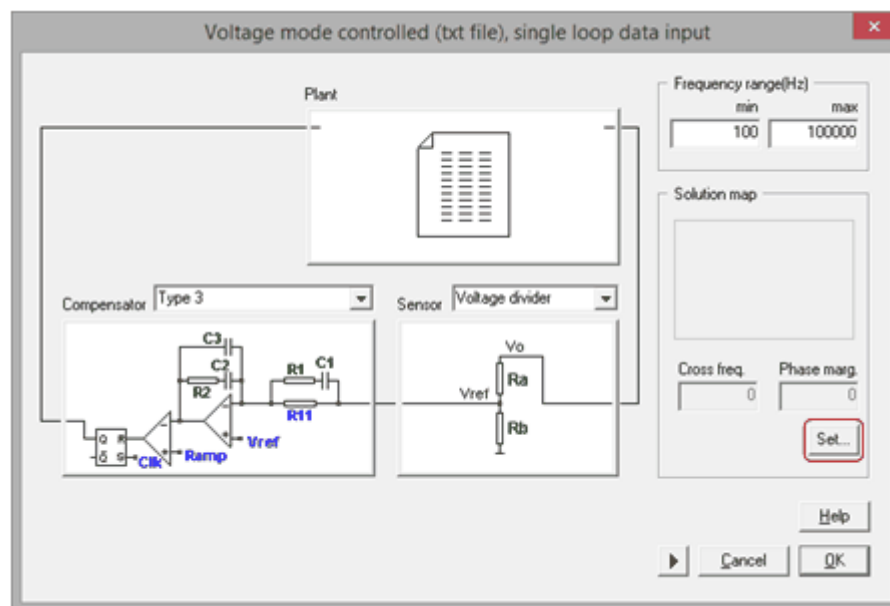 Voltage mode controlled (txt file), single loop data input
Plant
Frequency range(Hz)
min max
100 100000
Solution map
Compensator Type 3
Sensor Voltage divider
C3
C2
R2
R1 C1
R11
Vref
Ramp
Clk
Q R
Q S
Vo
Ra
Vref
Rb
Cross freq. Phase marg.
0 0
Set...
Help
Cancel OK